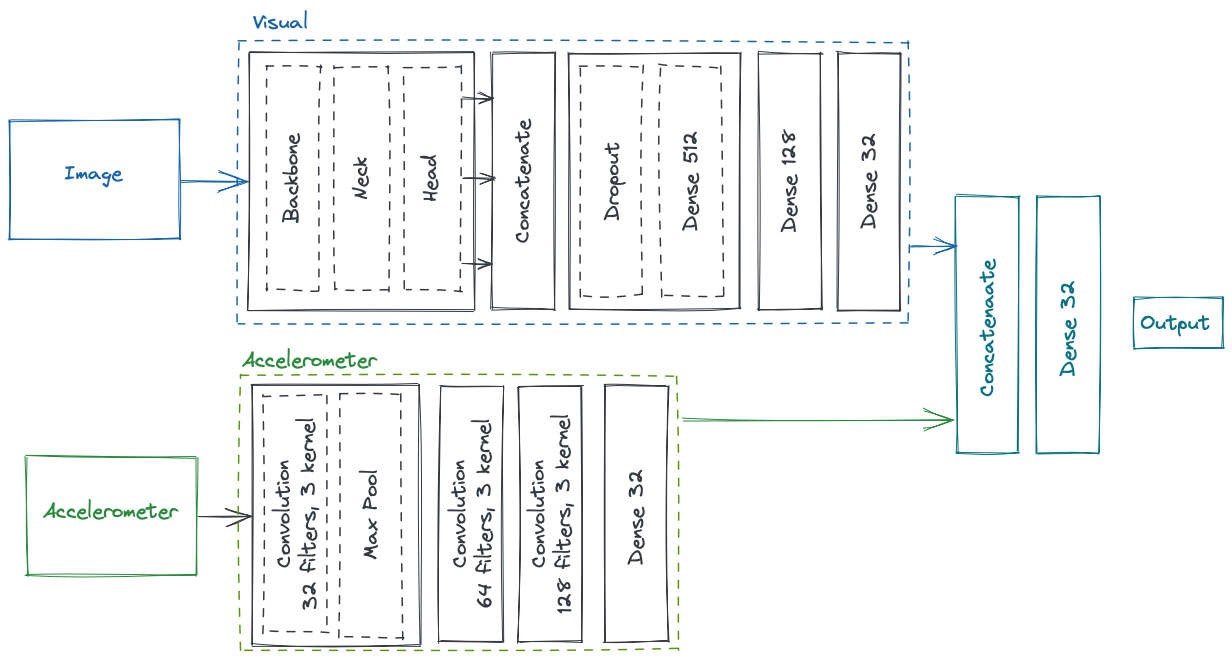 Visual
Image
Backbone
Neck
Head
Concatenate
Dropout
Dense 512
Dense 128
Dense 32
Accelerometer
Accelerometer
Convolution
32 filters, 3 kernel
Max Pool
Convolution
64 filters, 3 kernel
Convolution
128 filters, 3 kernel
Dense 32
Concatenaate
Dense 32
Output